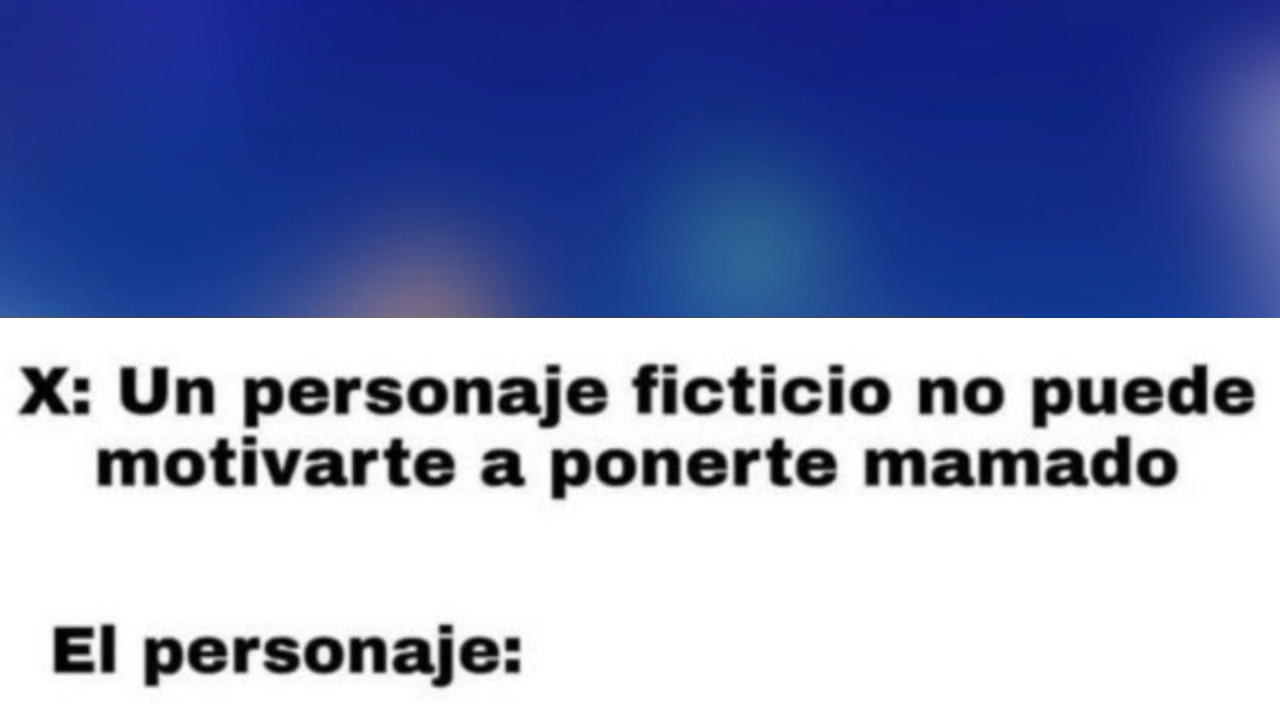 X: Un personaje ficticio no puede
motivarte a ponerte mamado
El personaje: